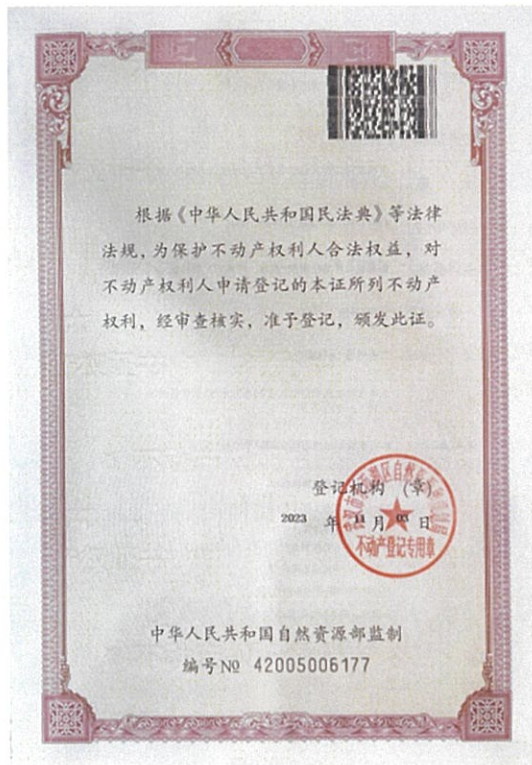 根据《中华人民共和国民法典》等法律
法规，为保护不动产权利人合法权益，对
不动产权利人申请登记的本证所列不动产
权利，经审查核实，准予登记，颁发此证。
登记机构 （章）
2023 年 11 月 03 日
不动产登记专用章
中华人民共和国自然资源部监制
编号№ 42005006177